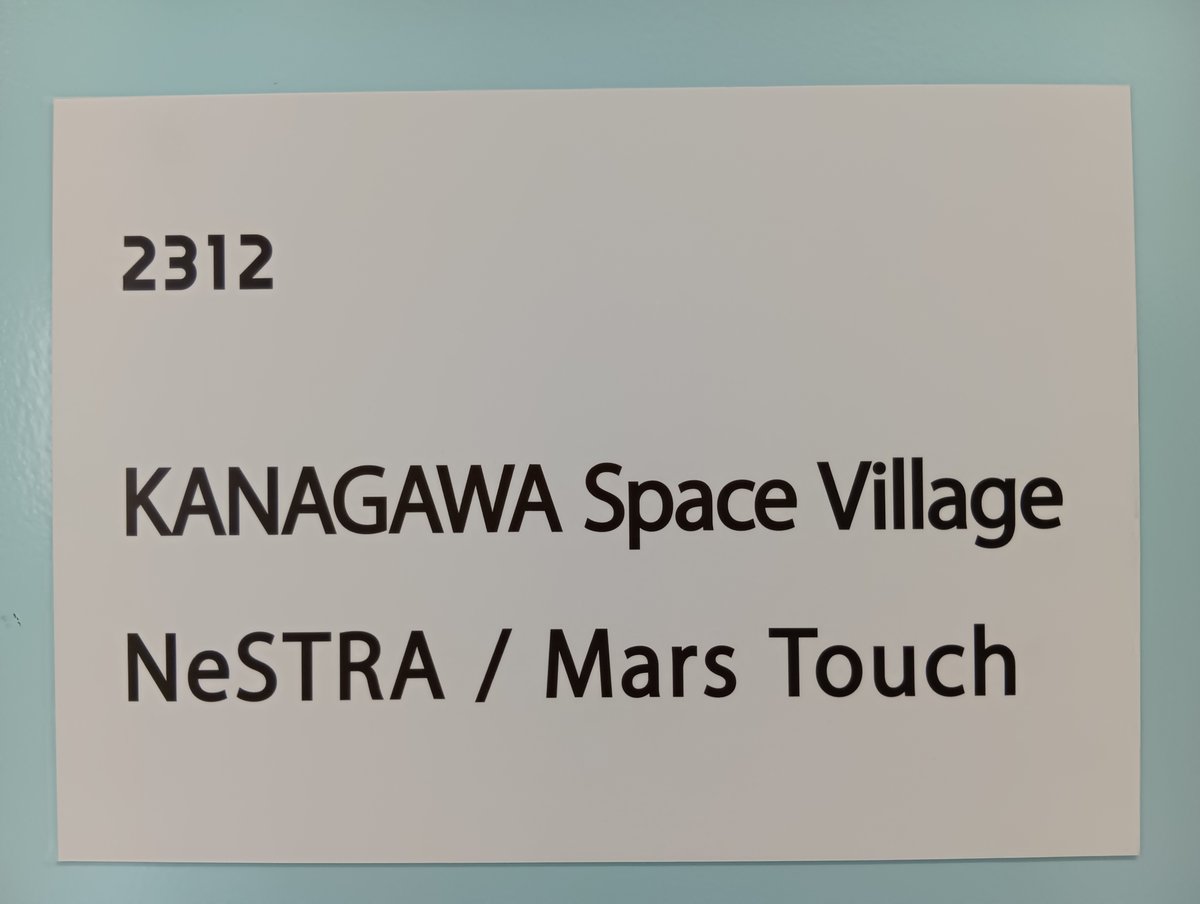 2312
KANAGAWA Space Village
NeSTRA / Mars Touch